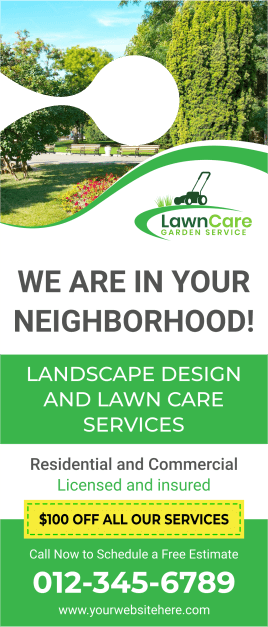 LawnCare
GARDEN SERVICE
WE ARE IN YOUR
NEIGHBORHOOD!
LANDSCAPE DESIGN
AND LAWN CARE
SERVICES
Residential and Commercial
Licensed and insured
$100 OFF ALL OUR SERVICES
Call Now to Schedule a Free Estimate
012-345-6789
www.yourwebsitehere.com